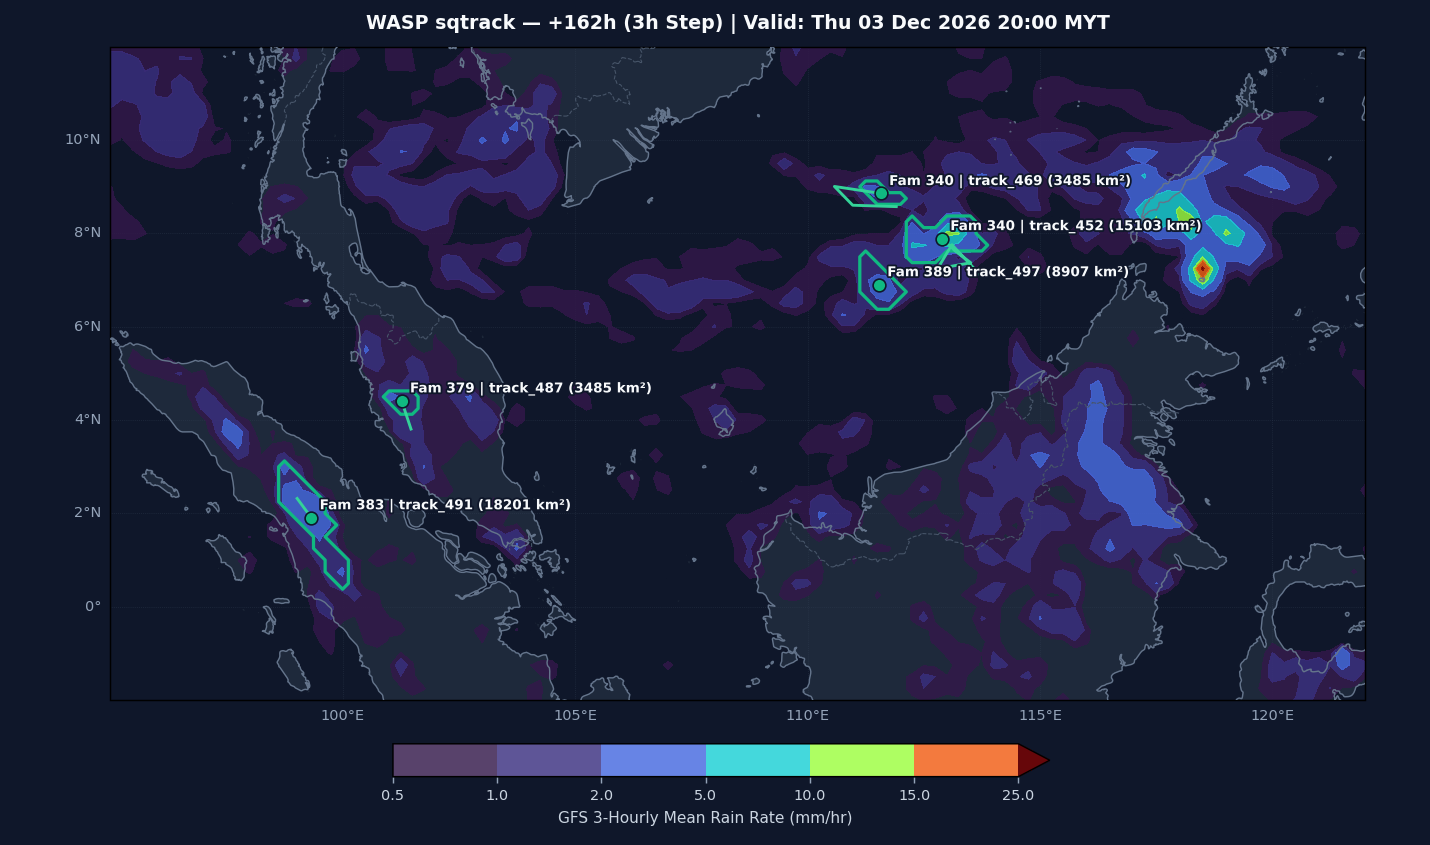 WASP sqtrack — +162h (3h Step) | Valid: Thu 03 Dec 2026 20:00 MYT
10°N
8°N
6°N
4°N
2°N
0°
Fam 340 | track_469 (3485 km²)
Fam 340 | track_452 (15103 km²)
Fam 389 | track_497 (8907 km²)
Fam 379 | track_487 (3485 km²)
Fam 383 | track_491 (18201 km²)
100°E 105°E 110°E 115°E 120°E
0.5 1.0 2.0 5.0 10.0 15.0 25.0
GFS 3-Hourly Mean Rain Rate (mm/hr)